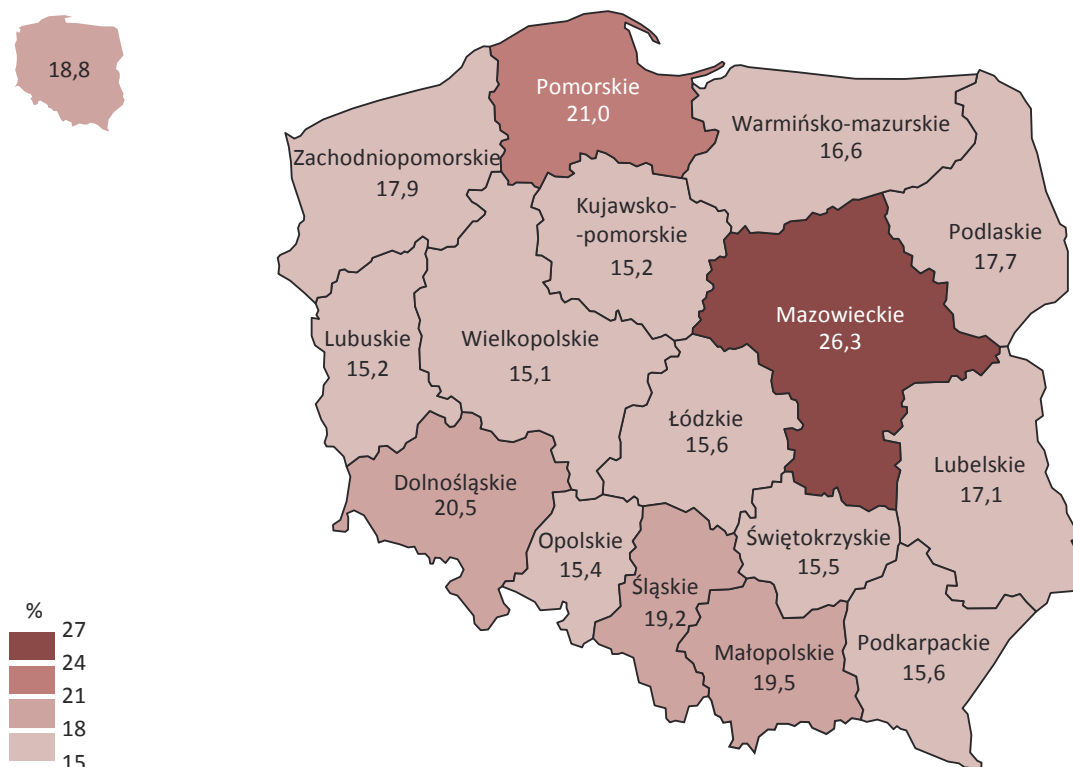 18,8
Pomorskie
21,0
Warmińsko-mazurskie
16,6
Zachodniopomorskie
17,9
Kujawsko-
-pomorskie
15,2
Podlaskie
17,7
Mazowieckie
26,3
Lubuskie
15,2
Wielkopolskie
15,1
Łódzkie
15,6
Lubelskie
17,1
Dolnośląskie
20,5
Opolskie
15,4
Świętokrzyskie
15,5
Śląskie
19,2
Małopolskie
19,5
Podkarpackie
15,6
%
27
24
21
18
15